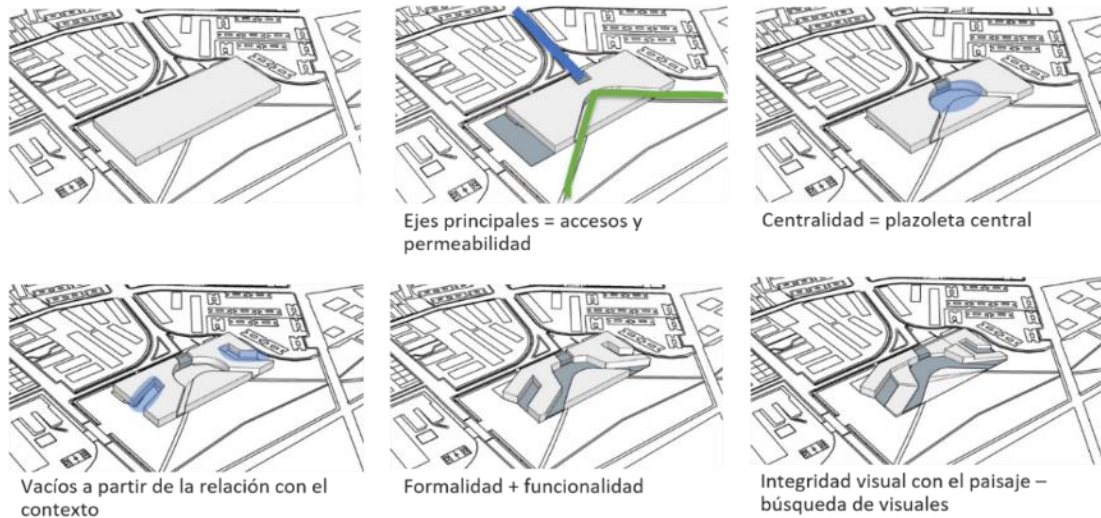 Ejes principales = accesos y
permeabilidad
Centralidad = plazoleta central
Vacíos a partir de la relación con el
contexto
Formalidad + funcionalidad
Integridad visual con el paisaje –
búsqueda de visuales